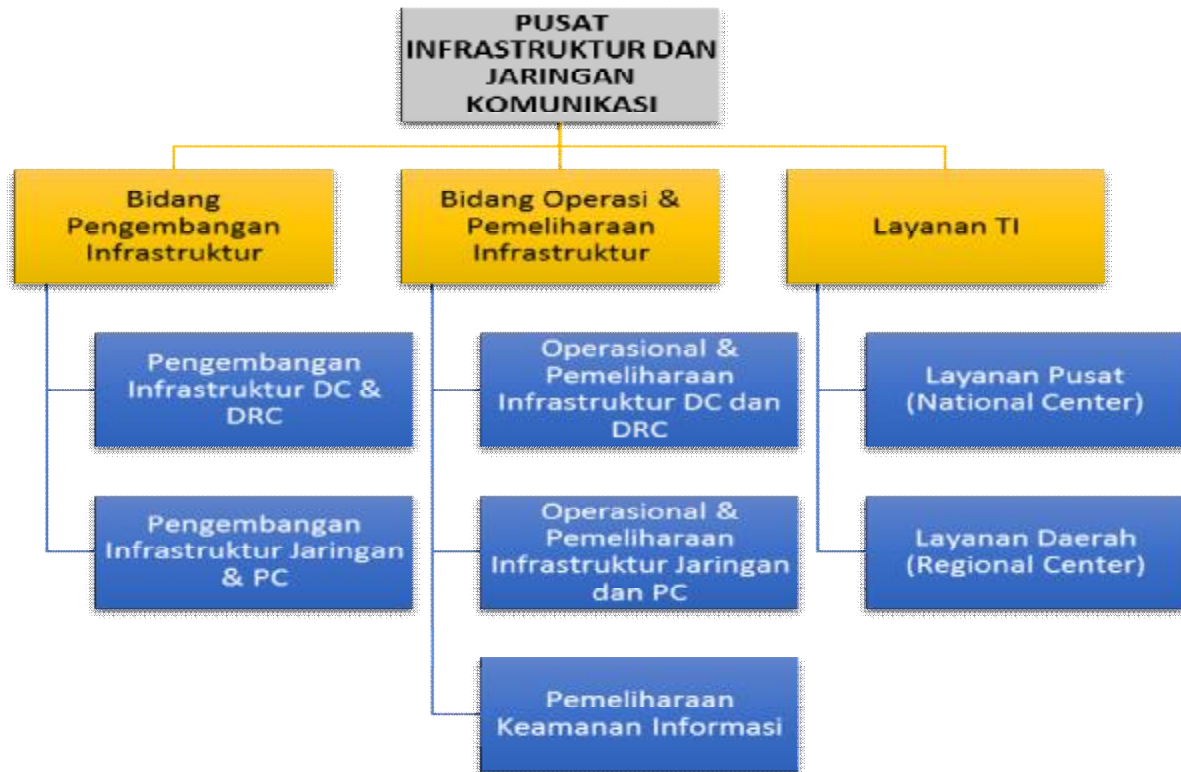 PUSAT
INFRASTRUKTUR DAN
JARINGAN
KOMUNIKASI
Bidang
Pengembangan
Infrastruktur
Bidang Operasi &
Pemeliharaan
Infrastruktur
Layanan TI
Pengembangan
Infrastruktur DC &
DRC
Operasional &
Pemeliharaan
Infrastruktur DC dan
DRC
Layanan Pusat
(National Center)
Pengembangan
Infrastruktur Jaringan
& PC
Operasional &
Pemeliharaan
Infrastruktur Jaringan
dan PC
Layanan Daerah
(Regional Center)
Pemeliharaan
Keamanan Informasi